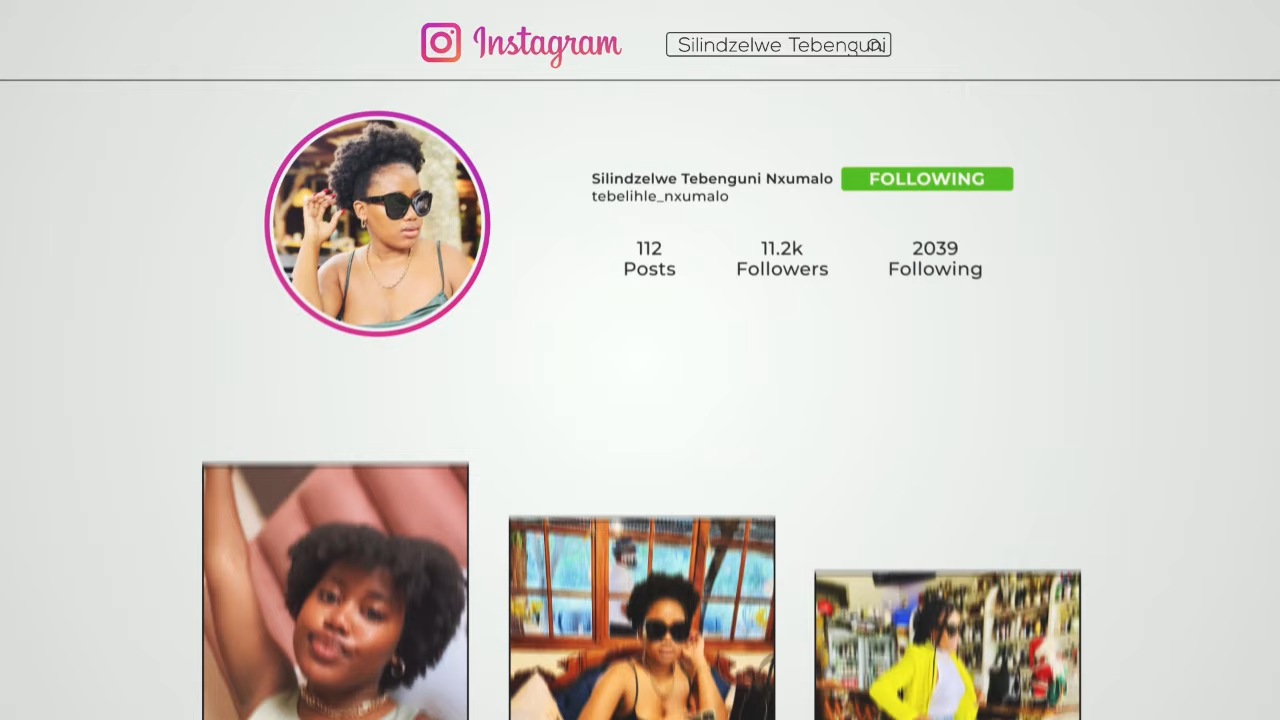 Instagram
Silindzelwe Tebenguni
Silindzelwe Tebenguni Nxumalo
FOLLOWING
tebelihle_nxumalo
112
11.2k
2039
Posts
Followers
Following